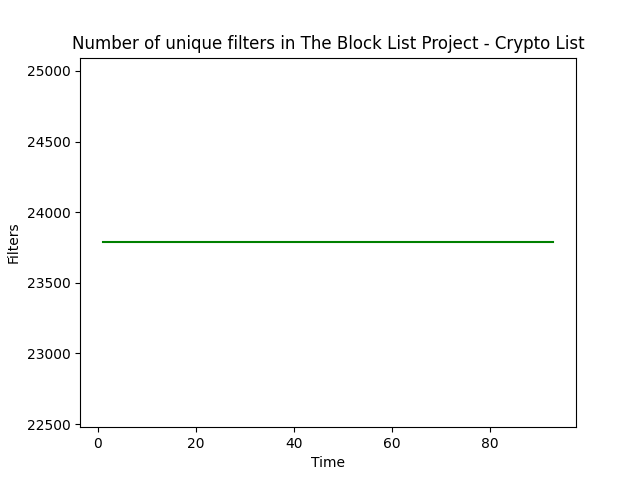 Number of unique filters in The Block List Project - Crypto List
25000
24500
24000
23500
23000
22500
Filters
0 20 40 60 80
Time